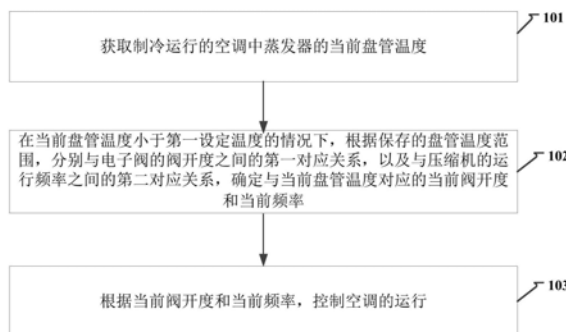 获取制冷运行的空调中蒸发器的当前盘管温度
101
在当前盘管温度小于第一设定温度的情况下，根据保存的盘管温度范
围，分别与电子阀的阀开度之间的第一对应关系，以及与压缩机的运
行频率之间的第二对应关系，确定与当前盘管温度对应的当前阀开度
和当前频率
102
根据当前阀开度和当前频率，控制空调的运行
103